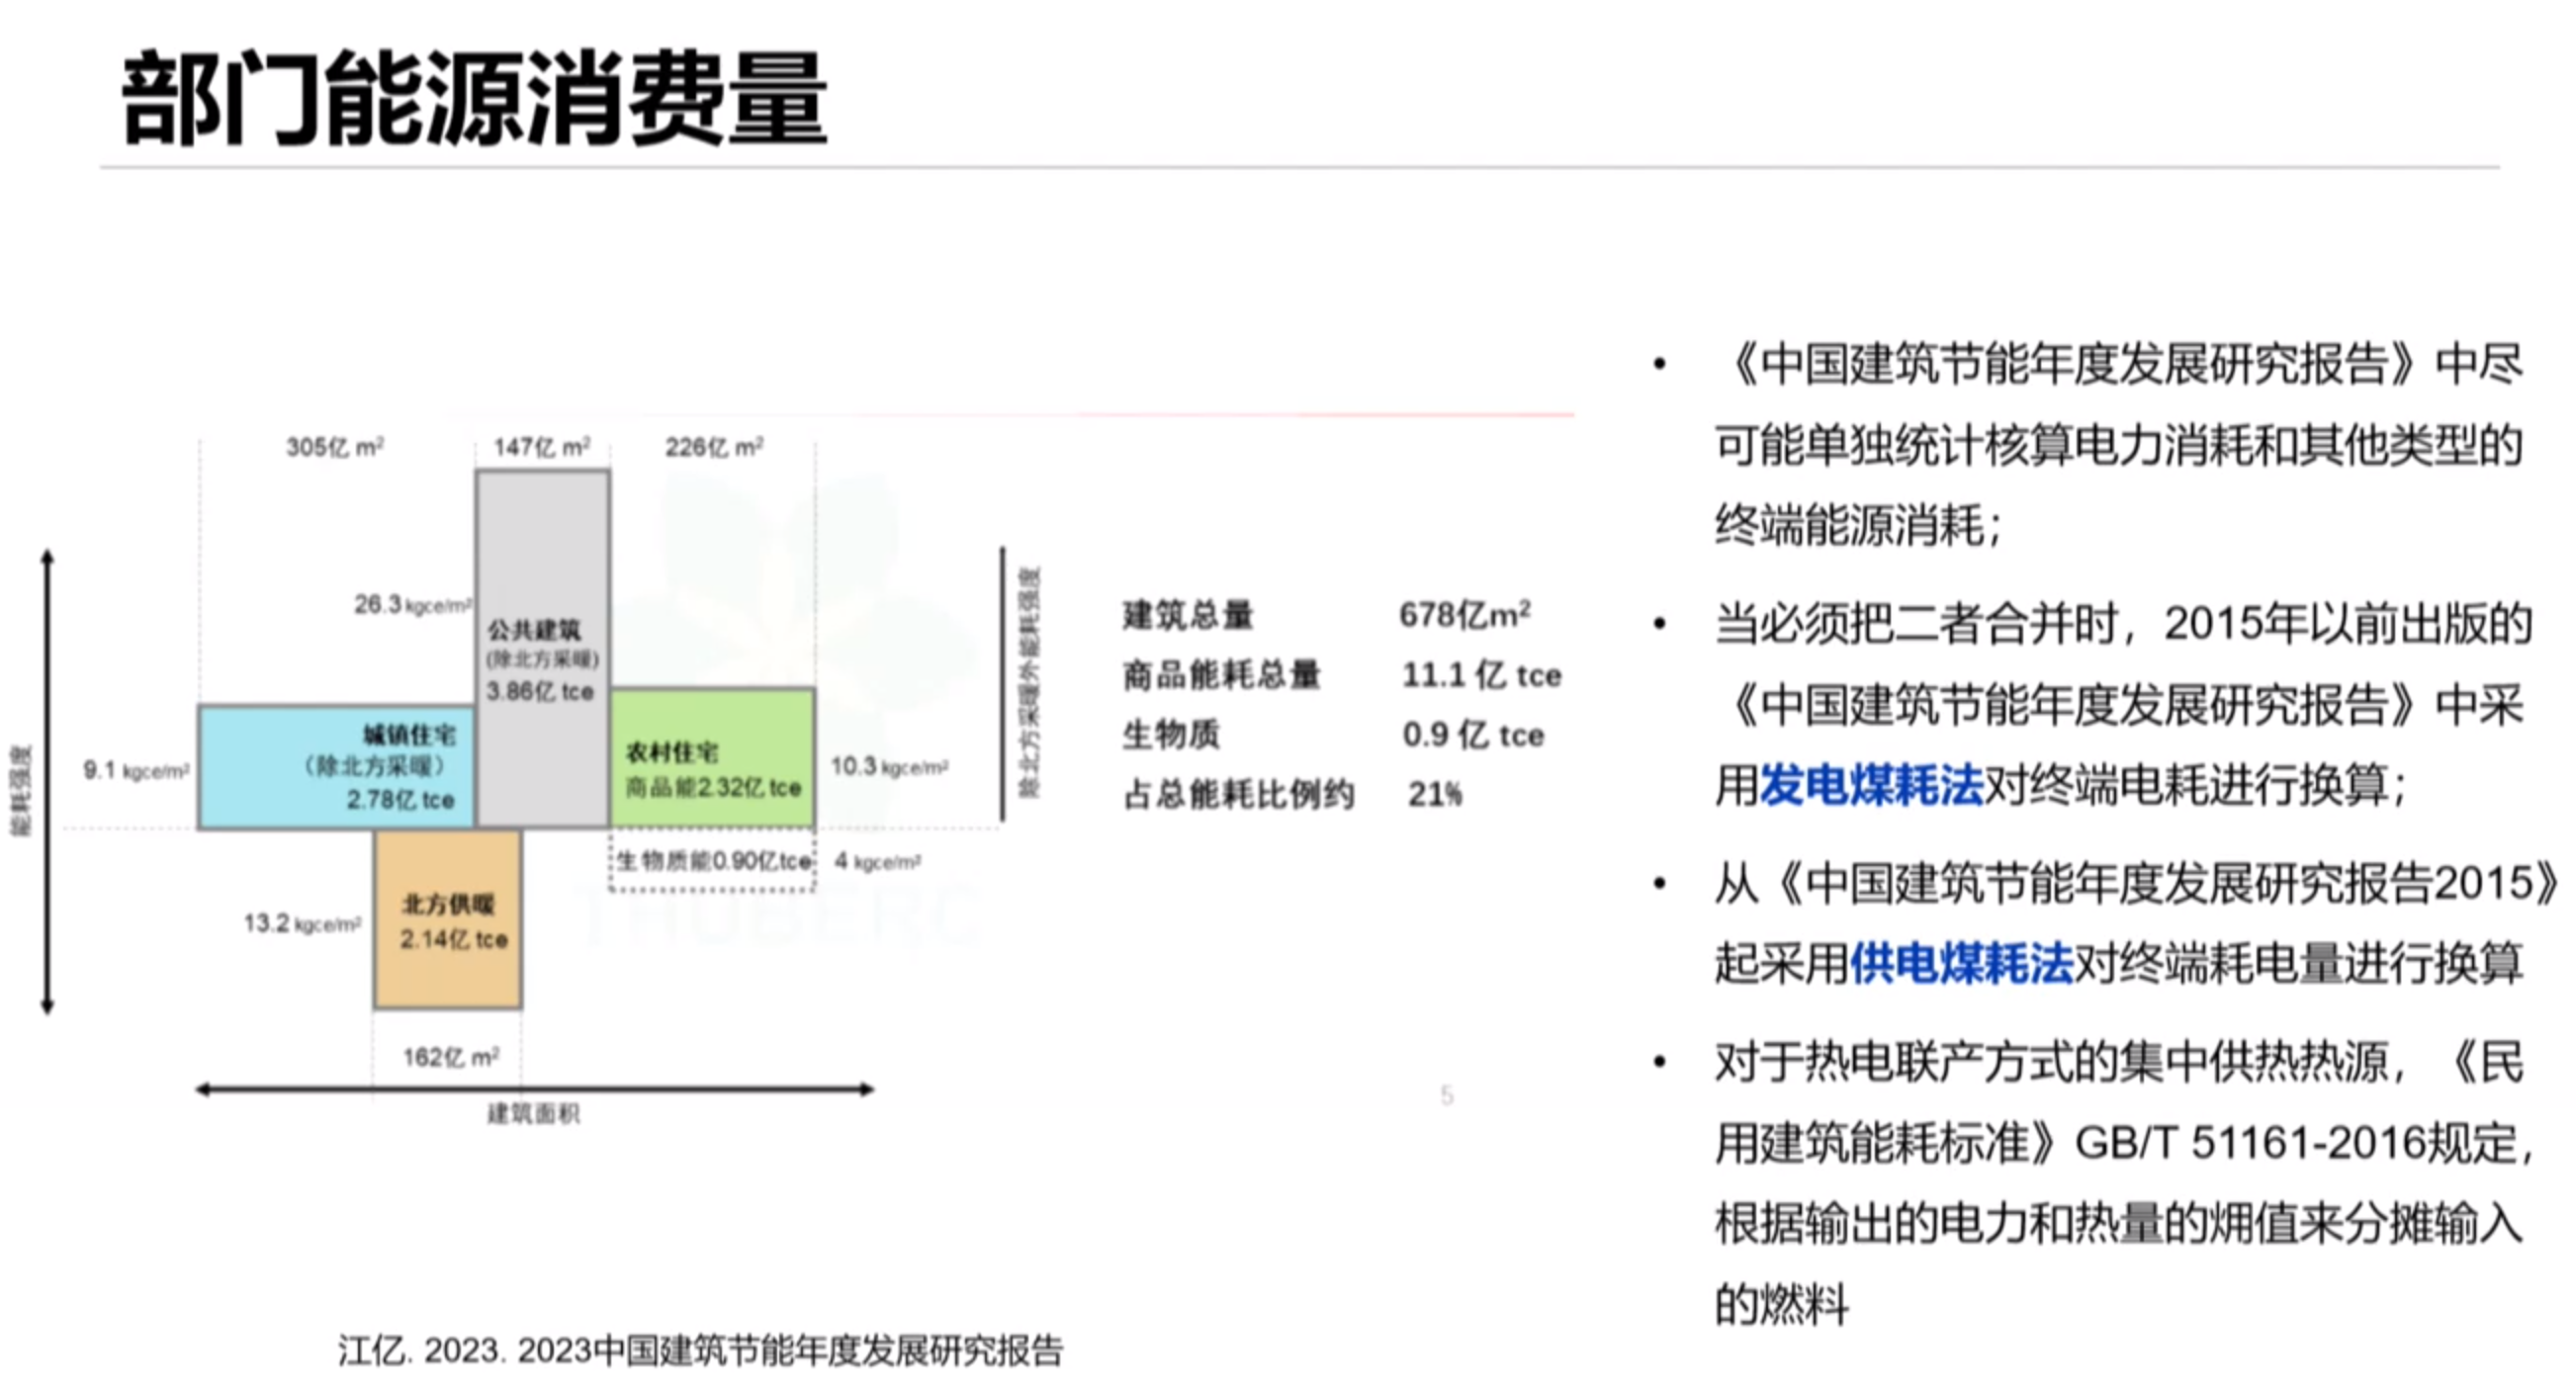 部门能源消费量
305亿 m²
147亿 m²
226亿 m²
26.3 kgce/m²
公共建筑
(除北方采暖)
3.86亿 tce
城镇住宅
（除北方采暖）
2.78亿 tce
9.1 kgce/m²
农村住宅
商品能2.32亿 tce
10.3 kgce/m²
生物质能0.90亿tce
4 kgce/m²
北方供暖
2.14亿 tce
13.2 kgce/m²
162亿 m²
建筑面积
能耗强度
除北方采暖外能耗强度
THUBERC
建筑总量 678亿m²
商品能耗总量 11.1 亿 tce
生物质 0.9 亿 tce
占总能耗比例约 21%
5
江亿. 2023. 2023中国建筑节能年度发展研究报告
• 《中国建筑节能年度发展研究报告》中尽
可能单独统计核算电力消耗和其他类型的
终端能源消耗；
• 当必须把二者合并时，2015年以前出版的
《中国建筑节能年度发展研究报告》中采
用发电煤耗法对终端电耗进行换算；
• 从《中国建筑节能年度发展研究报告2015》
起采用供电煤耗法对终端耗电量进行换算
• 对于热电联产方式的集中供热热源，《民
用建筑能耗标准》GB/T 51161-2016规定，
根据输出的电力和热量的㶲值来分摊输入
的燃料